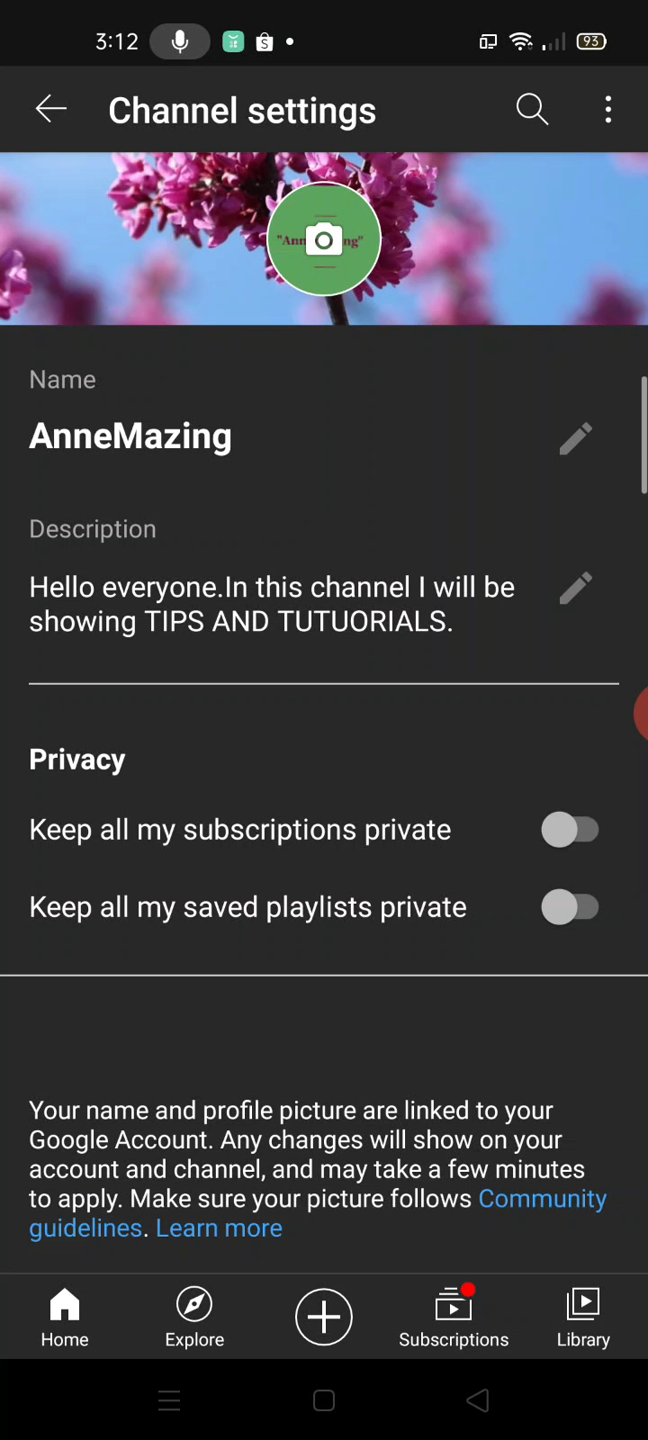 3:12
93
Channel settings
Name
AnneMazing
Description
Hello everyone.In this channel I will be
showing TIPS AND TUTUORIALS.
Privacy
Keep all my subscriptions private
Keep all my saved playlists private
Your name and profile picture are linked to your
Google Account. Any changes will show on your
account and channel, and may take a few minutes
to apply. Make sure your picture follows Community
guidelines. Learn more
Home
Explore
Subscriptions
Library